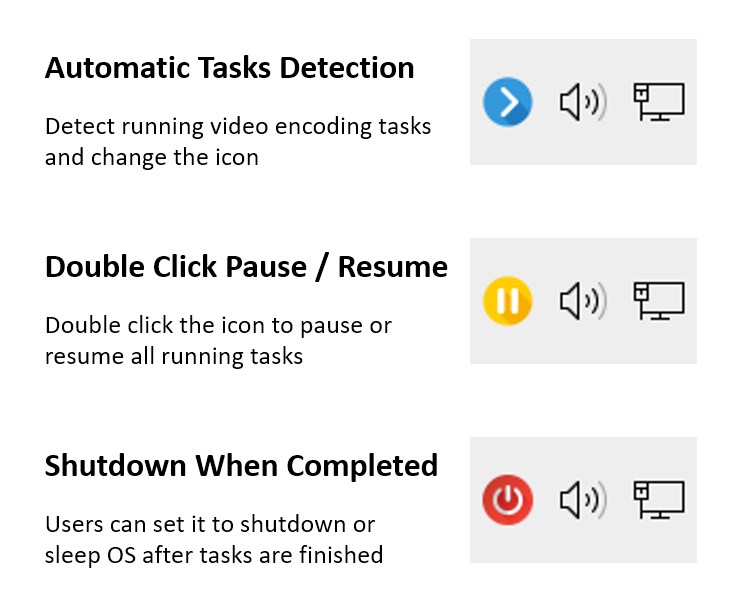 Automatic Tasks Detection
Detect running video encoding tasks
and change the icon
Double Click Pause / Resume
Double click the icon to pause or
resume all running tasks
Shutdown When Completed
Users can set it to shutdown or
sleep OS after tasks are finished